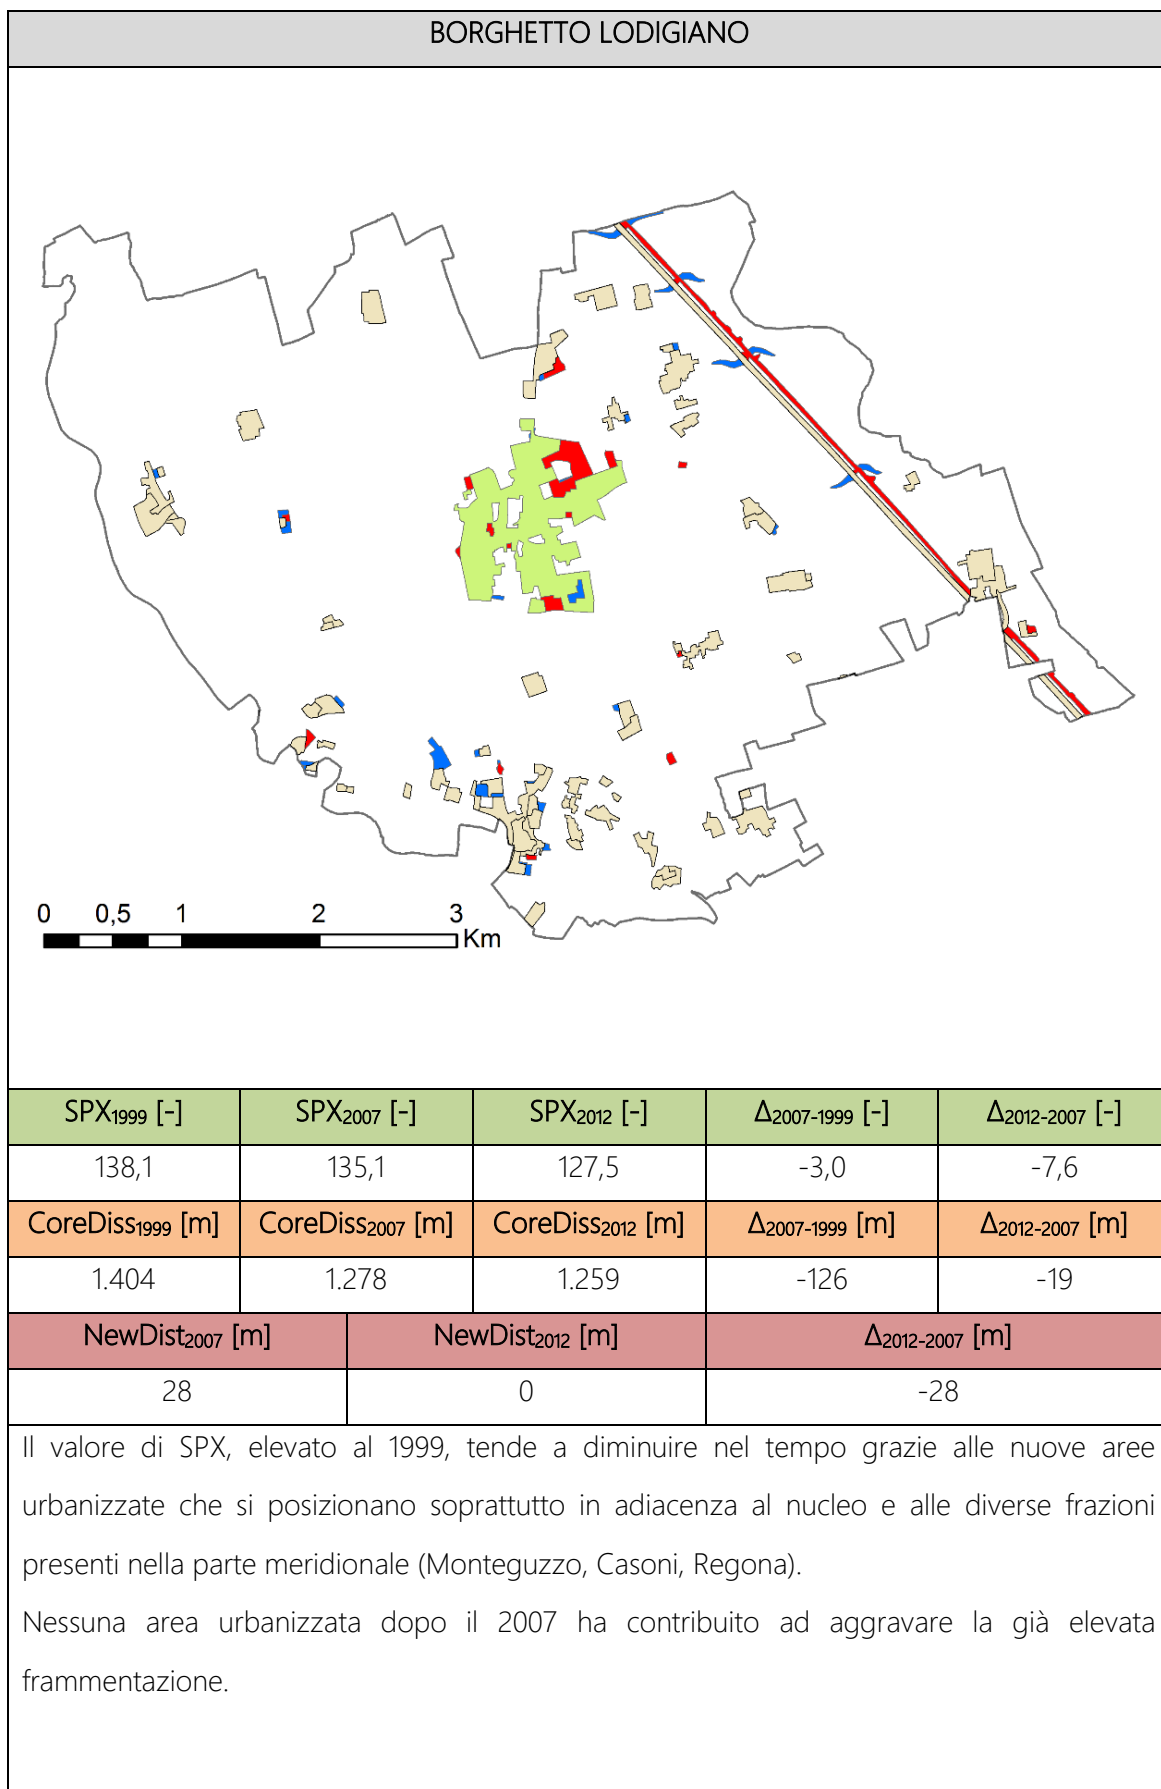 BORGHETTO LODIGIANO
0 0,5 1 2 3
Km
SPX1999 [-] SPX2007 [-] SPX2012 [-] Δ2007-1999 [-] Δ2012-2007 [-]
138,1 135,1 127,5 -3,0 -7,6
CoreDiss1999 [m] CoreDiss2007 [m] CoreDiss2012 [m] Δ2007-1999 [m] Δ2012-2007 [m]
1.404 1.278 1.259 -126 -19
NewDist2007 [m] NewDist2012 [m] Δ2012-2007 [m]
28 0 -28
Il valore di SPX, elevato al 1999, tende a diminuire nel tempo grazie alle nuove aree
urbanizzate che si posizionano soprattutto in adiacenza al nucleo e alle diverse frazioni
presenti nella parte meridionale (Monteguzzo, Casoni, Regona).
Nessuna area urbanizzata dopo il 2007 ha contribuito ad aggravare la già elevata
frammentazione.